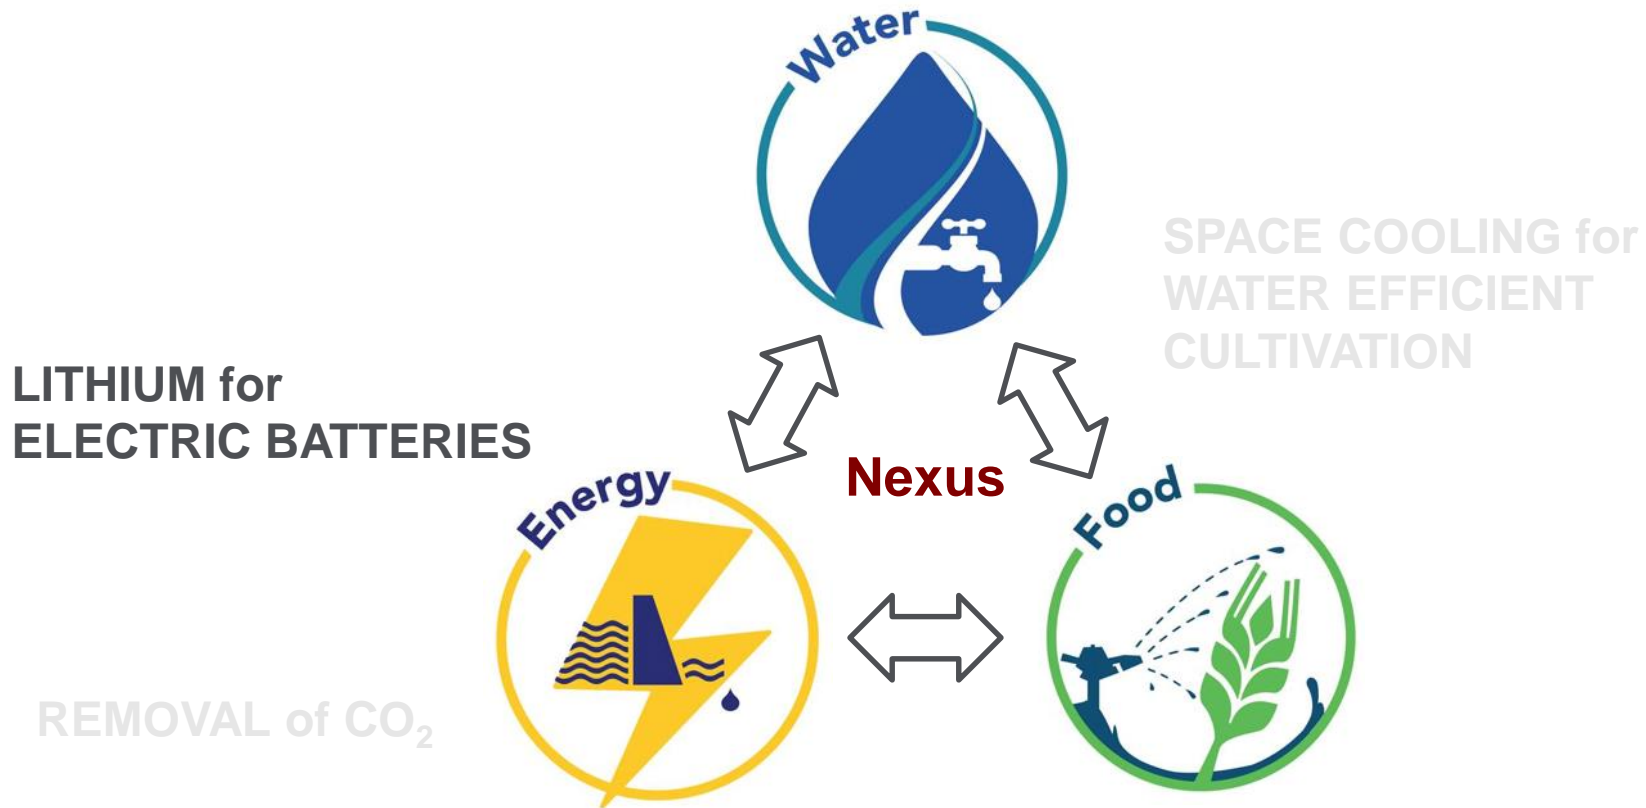 Water
SPACE COOLING for
WATER EFFICIENT
CULTIVATION
LITHIUM for
ELECTRIC BATTERIES
Nexus
Energy
Food
REMOVAL of CO₂